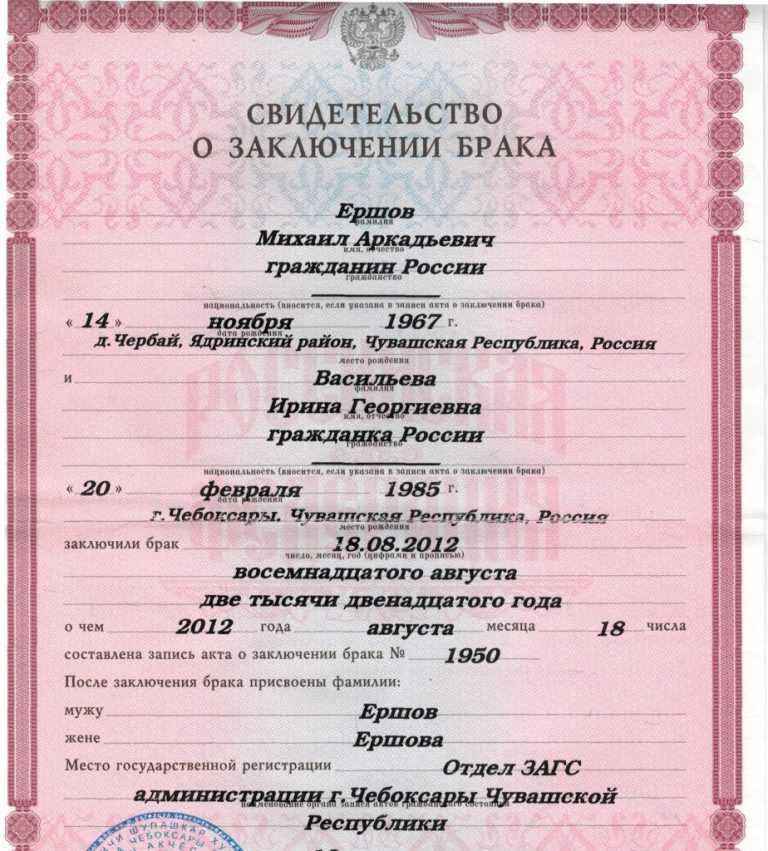 СВИДЕТЕЛЬСТВО
О ЗАКЛЮЧЕНИИ БРАКА
Ершов
фамилия
Михаил Аркадьевич
имя, отчество
гражданин России
гражданство
национальность (вносится, если указана в записи акта о заключении брака)
« 14 » ноября 1967 г.
дата рождения
д.Чербай, Ядринский район, Чувашская Республика, Россия
место рождения
и Васильева
фамилия
Ирина Георгиевна
имя, отчество
гражданка России
гражданство
национальность (вносится, если указана в записи акта о заключении брака)
« 20 » февраля 1985 г.
дата рождения
г.Чебоксары. Чувашская Республика, Россия
место рождения
заключили брак 18.08.2012
число, месяц, год (цифрами и прописью)
восемнадцатого августа
две тысячи двенадцатого года
о чем 2012 года августа месяца 18 числа
составлена запись акта о заключении брака № 1950
После заключения брака присвоены фамилии:
мужу Ершов
жене Ершова
Место государственной регистрации Отдел ЗАГС
администрации г.Чебоксары Чувашской
наименование органа записи актов гражданского состояния
Республики
ШУПАШКАР ХУ
ЧЕБОКСАРЫ